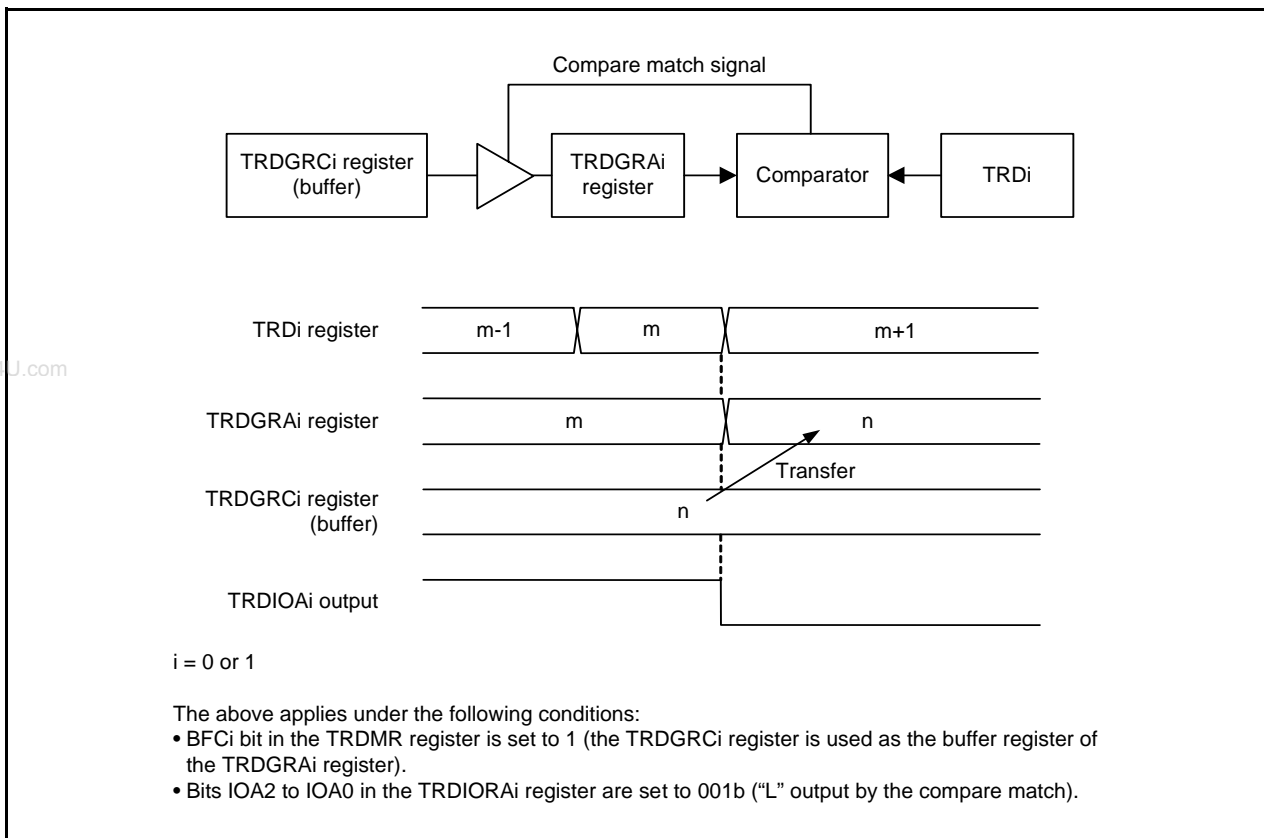 Compare match signal
TRDGRCi register
(buffer)
TRDGRAi
register
Comparator
TRDi
TRDi register
m-1
m
m+1
4U.com
TRDGRAi register
m
n
Transfer
TRDGRCi register
(buffer)
n
TRDIOAi output
i = 0 or 1
The above applies under the following conditions:
• BFCi bit in the TRDMR register is set to 1 (the TRDGRCi register is used as the buffer register of
the TRDGRAi register).
• Bits IOA2 to IOA0 in the TRDIORAi register are set to 001b (“L” output by the compare match).